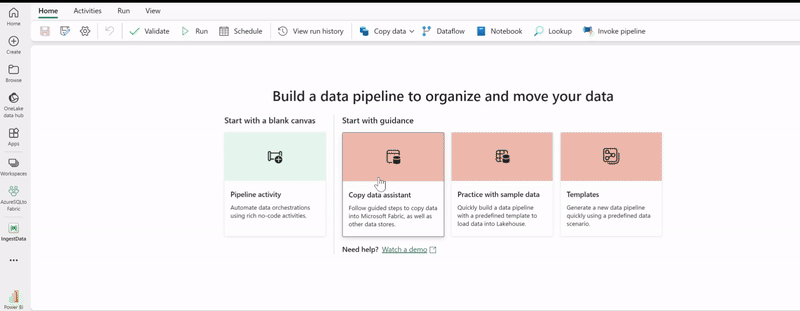 Home Activities Run View
Validate Run Schedule View run history Copy data Dataflow Notebook Lookup Invoke pipeline
Home
Create
Browse
OneLake
data hub
Apps
Workspaces
AzureSQLto
Fabric
IngestData
Power BI
Build a data pipeline to organize and move your data
Start with a blank canvas
Pipeline activity
Automate data orchestrations
using rich no-code activities.
Start with guidance
Copy data assistant
Follow guided steps to copy data
into Microsoft Fabric, as well as
other data stores.
Practice with sample data
Quickly build a data pipeline
with a predefined template to
load data into Lakehouse.
Templates
Generate a new data pipeline
quickly using a predefined data
scenario.
Need help? Watch a demo